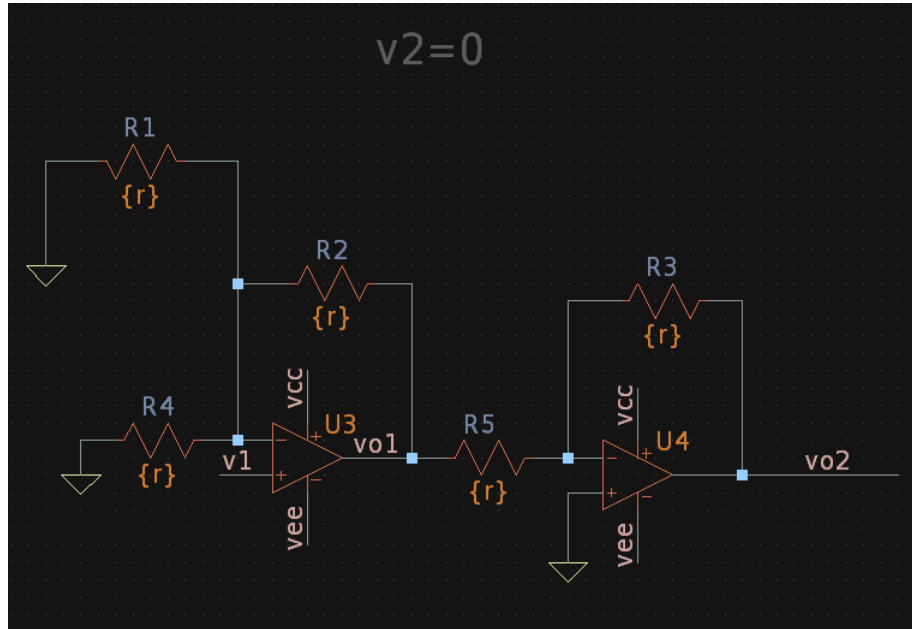 v2=0
R1
{r}
R2
{r}
R3
{r}
R4
{r}
v1
vcc
U3
vo1
vee
R5
{r}
vcc
U4
vo2
vee